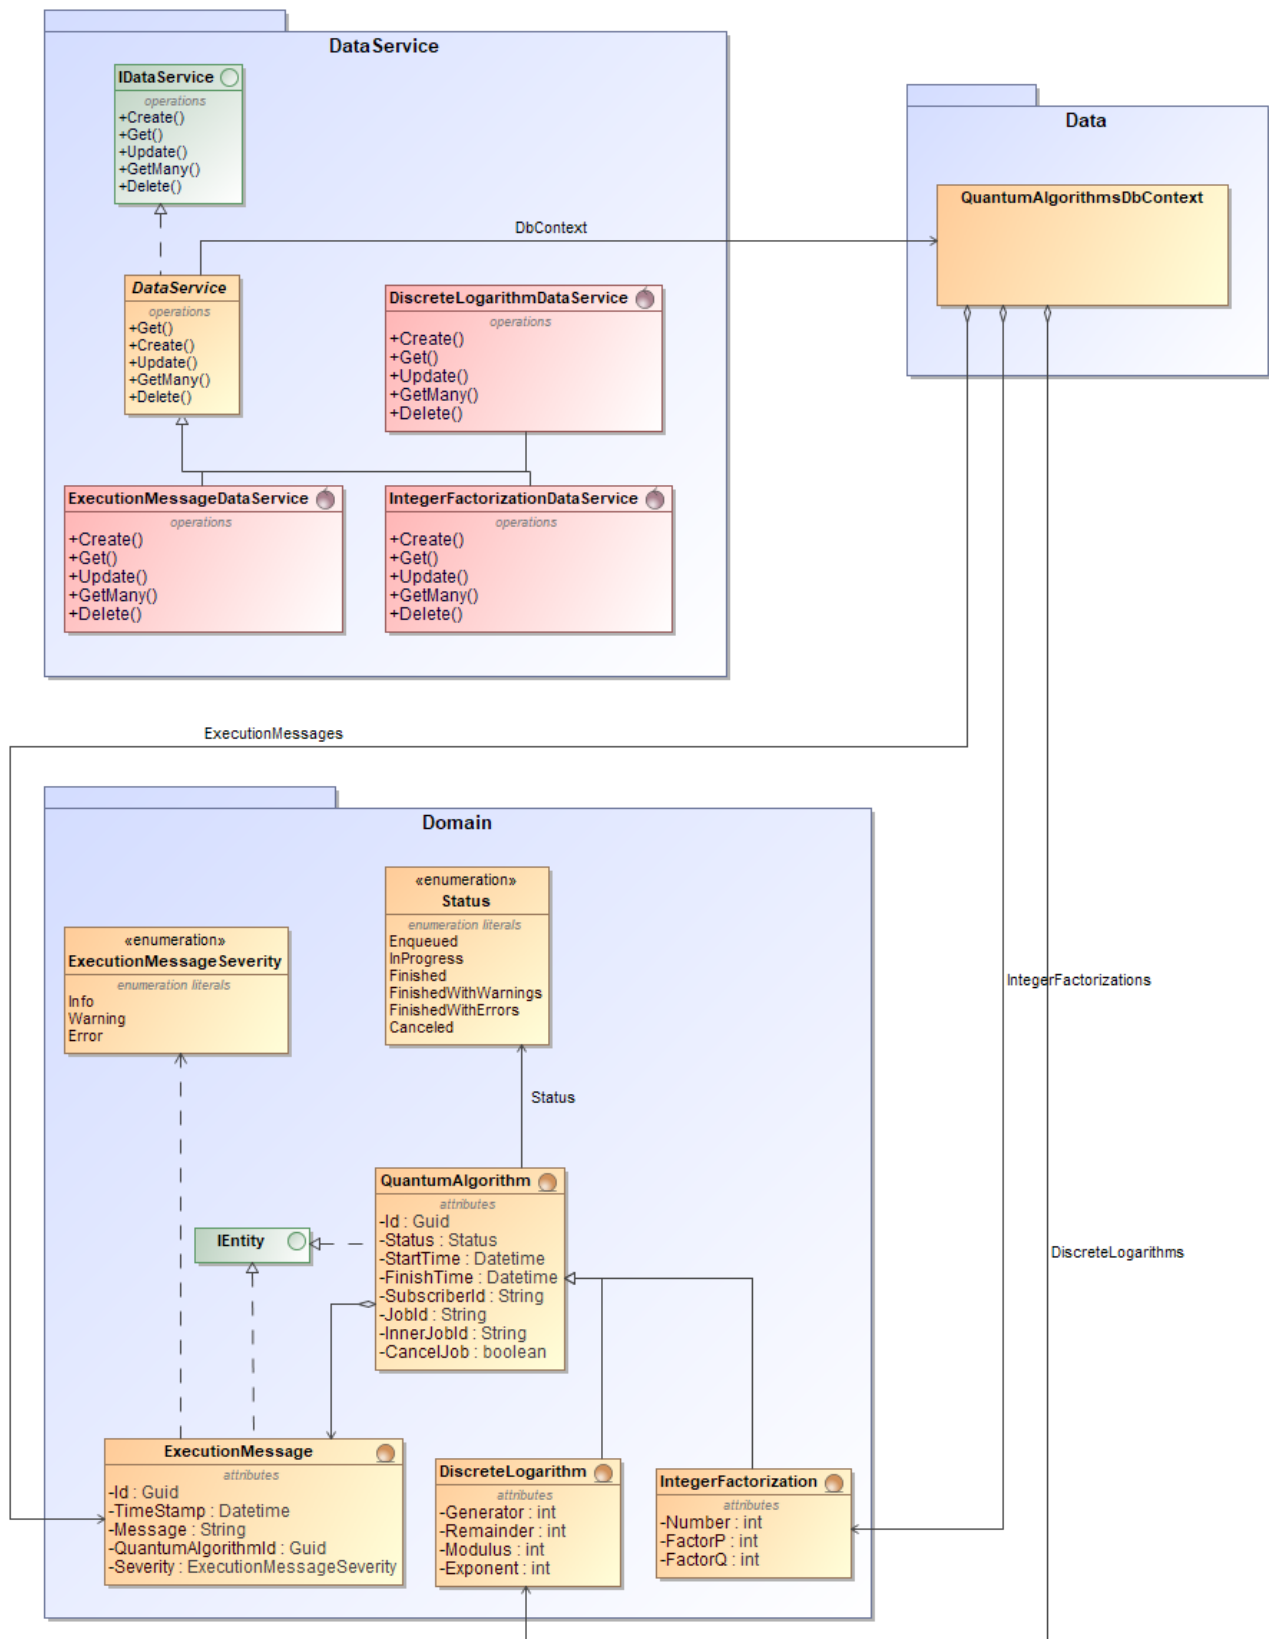 DataService
IDataService
operations
+Create()
+Get()
+Update()
+GetMany()
+Delete()
DataService
operations
+Get()
+Create()
+Update()
+GetMany()
+Delete()
DiscreteLogarithmDataService
operations
+Create()
+Get()
+Update()
+GetMany()
+Delete()
ExecutionMessageDataService
operations
+Create()
+Get()
+Update()
+GetMany()
+Delete()
IntegerFactorizationDataService
operations
+Create()
+Get()
+Update()
+GetMany()
+Delete()
DbContext
Data
QuantumAlgorithmsDbContext
ExecutionMessages
IntegerFactorizations
DiscreteLogarithms
Domain
«enumeration»
Status
enumeration literals
Enqueued
InProgress
Finished
FinishedWithWarnings
FinishedWithErrors
Canceled
«enumeration»
ExecutionMessageSeverity
enumeration literals
Info
Warning
Error
Status
QuantumAlgorithm
attributes
-Id : Guid
-Status : Status
-StartTime : Datetime
-FinishTime : Datetime
-SubscriberId : String
-JobId : String
-InnerJobId : String
-CancelJob : boolean
IEntity
ExecutionMessage
attributes
-Id : Guid
-TimeStamp : Datetime
-Message : String
-QuantumAlgorithmId : Guid
-Severity : ExecutionMessageSeverity
DiscreteLogarithm
attributes
-Generator : int
-Remainder : int
-Modulus : int
-Exponent : int
IntegerFactorization
attributes
-Number : int
-FactorP : int
-FactorQ : int